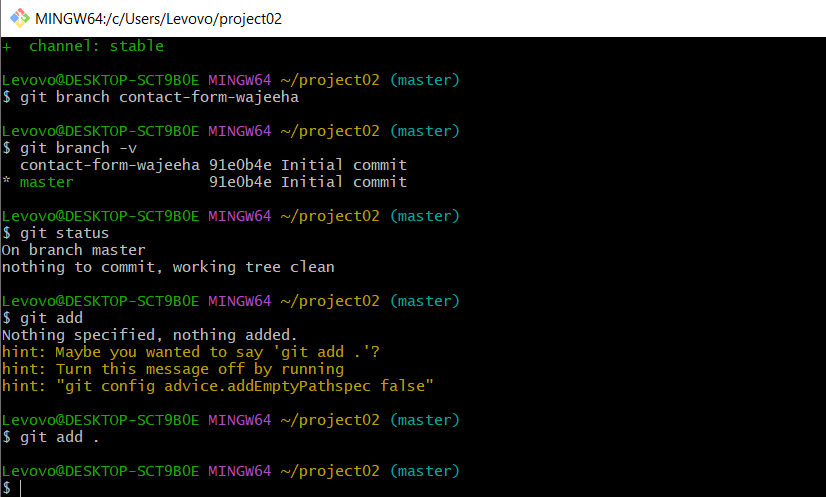 MINGW64:/c/Users/Levovo/project02
+  channel: stable
Levovo@DESKTOP-SCT9B0E MINGW64 ~/project02 (master)
$ git branch contact-form-wajeeha
Levovo@DESKTOP-SCT9B0E MINGW64 ~/project02 (master)
$ git branch -v
  contact-form-wajeeha 91e0b4e Initial commit
* master               91e0b4e Initial commit
Levovo@DESKTOP-SCT9B0E MINGW64 ~/project02 (master)
$ git status
On branch master
nothing to commit, working tree clean
Levovo@DESKTOP-SCT9B0E MINGW64 ~/project02 (master)
$ git add
Nothing specified, nothing added.
hint: Maybe you wanted to say 'git add .'?
hint: Turn this message off by running
hint: "git config advice.addEmptyPathspec false"
Levovo@DESKTOP-SCT9B0E MINGW64 ~/project02 (master)
$ git add .
Levovo@DESKTOP-SCT9B0E MINGW64 ~/project02 (master)
$